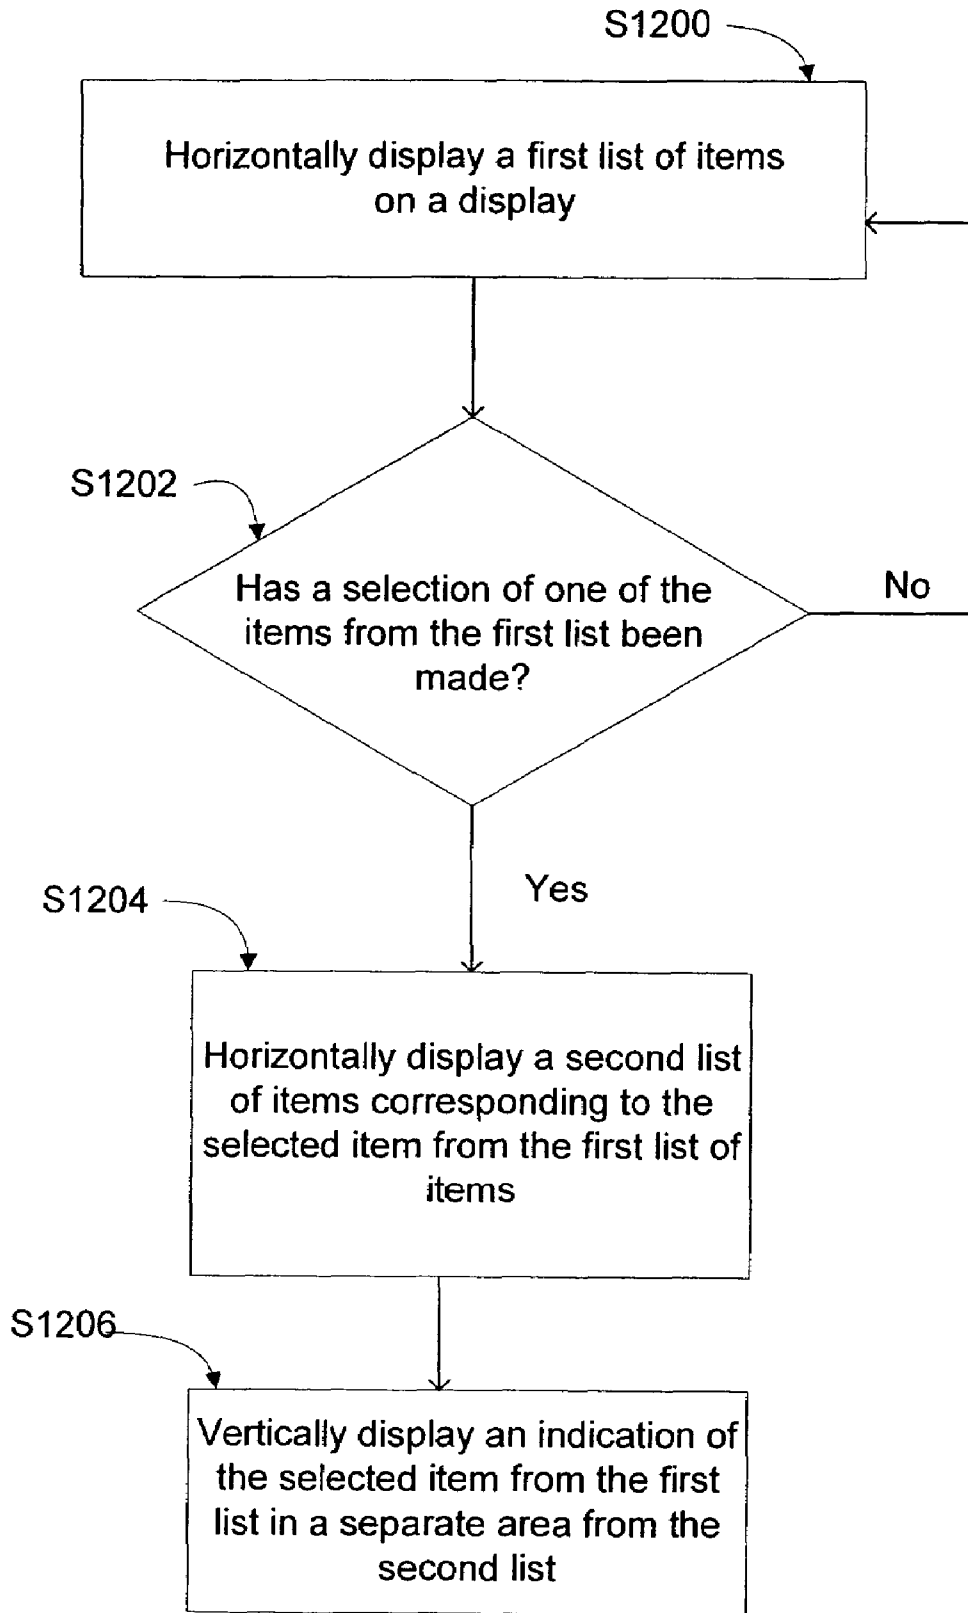 S1200
Horizontally display a first list of items
on a display
S1202
Has a selection of one of the
items from the first list been
made?
No
Yes
S1204
Horizontally display a second list
of items corresponding to the
selected item from the first list of
items
S1206
Vertically display an indication of
the selected item from the first
list in a separate area from the
second list